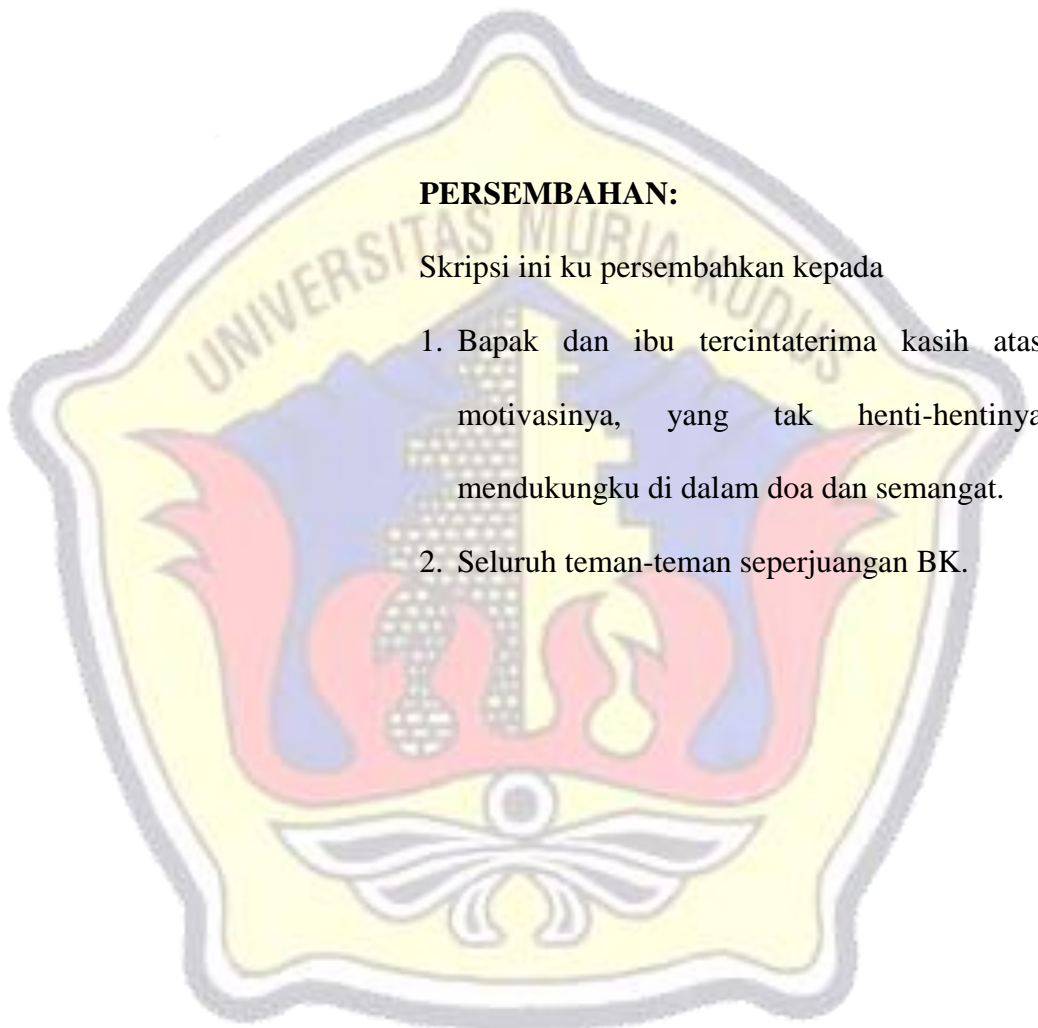 PERSEMBAHAN:
UNIVERSITAS MURIA KUDUS
Skripsi ini ku persembahkan kepada
1. Bapak dan ibu tercintaterima kasih atas
motivasinya, yang tak henti-hentinya
mendukungku di dalam doa dan semangat.
2. Seluruh teman-teman seperjuangan BK.